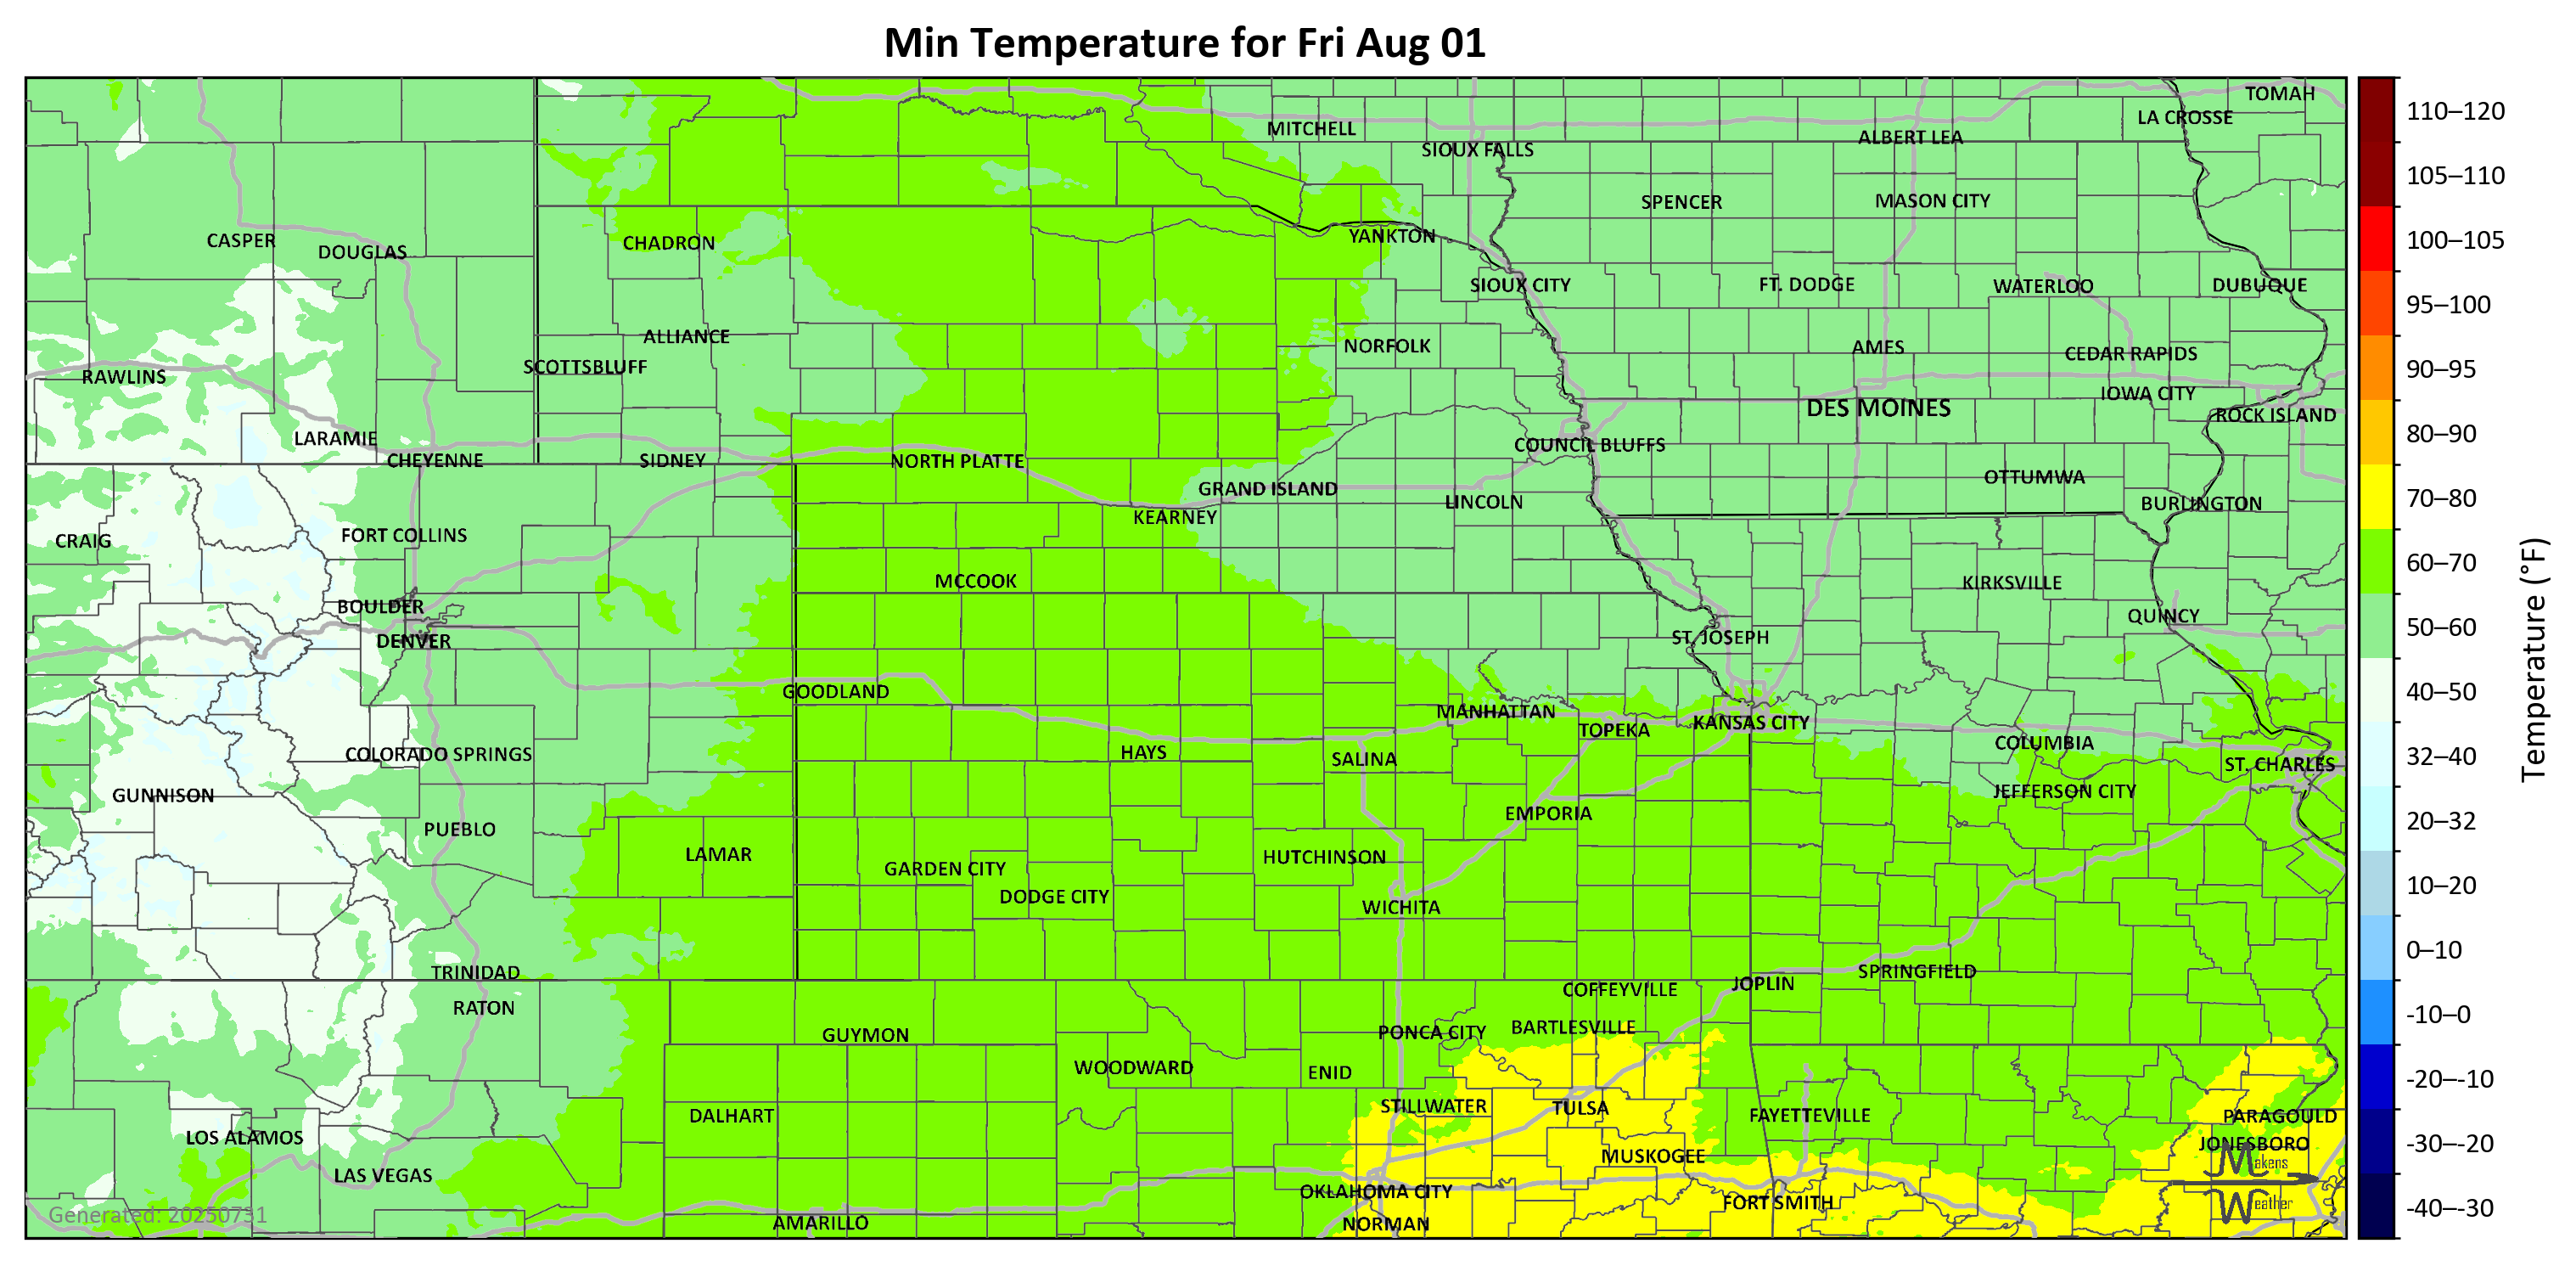 Min Temperature for Fri Aug 01
TOMAH
LA CROSSE
MITCHELL
ALBERT LEA
SIOUX FALLS
SPENCER
MASON CITY
CASPER
DOUGLAS
CHADRON
YANKTON
SIOUX CITY
FT. DODGE
WATERLOO
DUBUQUE
ALLIANCE
NORFOLK
AMES
CEDAR RAPIDS
SCOTTSBLUFF
RAWLINS
IOWA CITY
DES MOINES
ROCK ISLAND
LARAMIE
COUNCIL BLUFFS
CHEYENNE
SIDNEY
NORTH PLATTE
OTTUMWA
GRAND ISLAND
LINCOLN
BURLINGTON
KEARNEY
CRAIG
FORT COLLINS
MCCOOK
KIRKSVILLE
BOULDER
QUINCY
DENVER
ST. JOSEPH
GOODLAND
MANHATTAN
TOPEKA
KANSAS CITY
COLUMBIA
COLORADO SPRINGS
HAYS
SALINA
ST. CHARLES
GUNNISON
JEFFERSON CITY
EMPORIA
PUEBLO
LAMAR
HUTCHINSON
GARDEN CITY
DODGE CITY
WICHITA
TRINIDAD
SPRINGFIELD
JOPLIN
COFFEYVILLE
RATON
GUYMON
PONCA CITY
BARTLESVILLE
WOODWARD
ENID
STILLWATER
TULSA
DALHART
FAYETTEVILLE
PARAGOULD
LOS ALAMOS
JONESBORO
MUSKOGEE
LAS VEGAS
OKLAHOMA CITY
FORT SMITH
AMARILLO
NORMAN
Makens
Weather
Generated: 20250731
110–120
105–110
100–105
95–100
90–95
80–90
70–80
60–70
50–60
40–50
32–40
20–32
10–20
0–10
-10–0
-20–-10
-30–-20
-40–-30
Temperature (°F)